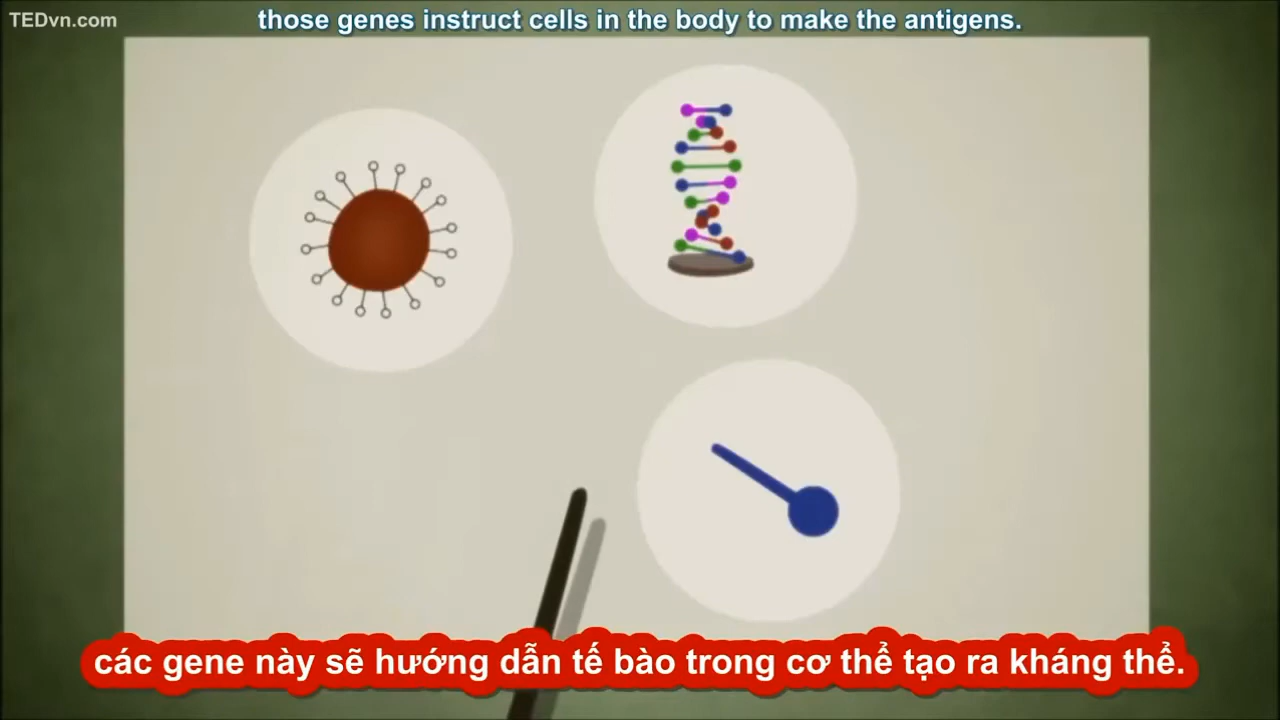 TEDvn.com
those genes instruct cells in the body to make the antigens.
các gene này sẽ hướng dẫn tế bào trong cơ thể tạo ra kháng thể.